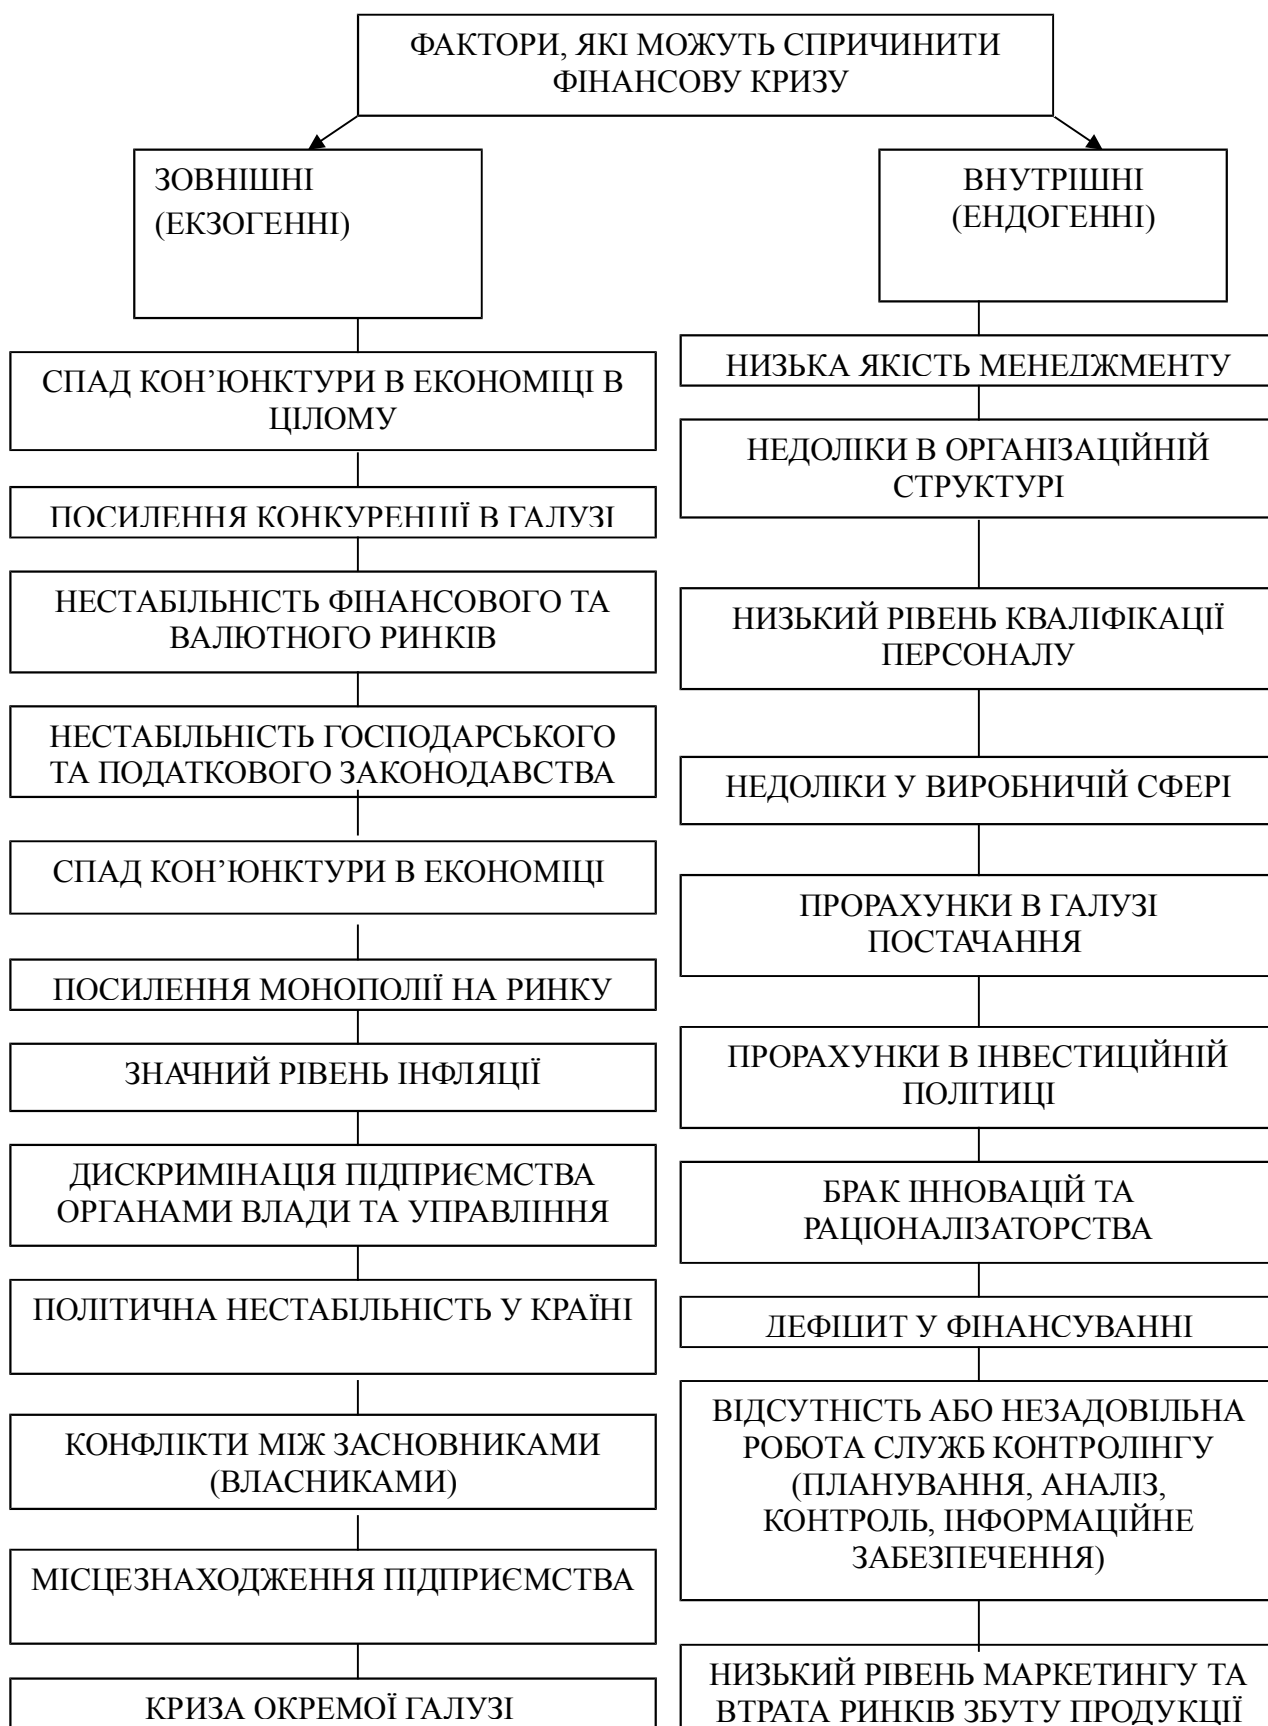 ФАКТОРИ, ЯКІ МОЖУТЬ СПРИЧИНИТИ
ФІНАНСОВУ КРИЗУ
ЗОВНІШНІ
(ЕКЗОГЕННІ)
СПАД КОН’ЮНКТУРИ В ЕКОНОМІЦІ В
ЦІЛОМУ
ПОСИЛЕННЯ КОНКУРЕНЦІЇ В ГАЛУЗІ
НЕСТАБІЛЬНІСТЬ ФІНАНСОВОГО ТА
ВАЛЮТНОГО РИНКІВ
НЕСТАБІЛЬНІСТЬ ГОСПОДАРСЬКОГО
ТА ПОДАТКОВОГО ЗАКОНОДАВСТВА
СПАД КОН’ЮНКТУРИ В ЕКОНОМІЦІ
ПОСИЛЕННЯ МОНОПОЛІЇ НА РИНКУ
ЗНАЧНИЙ РІВЕНЬ ІНФЛЯЦІЇ
ДИСКРИМІНАЦІЯ ПІДПРИЄМСТВА
ОРГАНАМИ ВЛАДИ ТА УПРАВЛІННЯ
ПОЛІТИЧНА НЕСТАБІЛЬНІСТЬ У КРАЇНІ
КОНФЛІКТИ МІЖ ЗАСНОВНИКАМИ
(ВЛАСНИКАМИ)
МІСЦЕЗНАХОДЖЕННЯ ПІДПРИЄМСТВА
КРИЗА ОКРЕМОЇ ГАЛУЗІ
ВНУТРІШНІ
(ЕНДОГЕННІ)
НИЗЬКА ЯКІСТЬ МЕНЕДЖМЕНТУ
НЕДОЛІКИ В ОРГАНІЗАЦІЙНІЙ
СТРУКТУРІ
НИЗЬКИЙ РІВЕНЬ КВАЛІФІКАЦІЇ
ПЕРСОНАЛУ
НЕДОЛІКИ У ВИРОБНИЧІЙ СФЕРІ
ПРОРАХУНКИ В ГАЛУЗІ
ПОСТАЧАННЯ
ПРОРАХУНКИ В ІНВЕСТИЦІЙНІЙ
ПОЛІТИЦІ
БРАК ІННОВАЦІЙ ТА
РАЦІОНАЛІЗАТОРСТВА
ДЕФІЦИТ У ФІНАНСУВАННІ
ВІДСУТНІСТЬ АБО НЕЗАДОВІЛЬНА
РОБОТА СЛУЖБ КОНТРОЛІНГУ
(ПЛАНУВАННЯ, АНАЛІЗ,
КОНТРОЛЬ, ІНФОРМАЦІЙНЕ
ЗАБЕЗПЕЧЕННЯ)
НИЗЬКИЙ РІВЕНЬ МАРКЕТИНГУ ТА
ВТРАТА РИНКІВ ЗБУТУ ПРОДУКЦІЇ